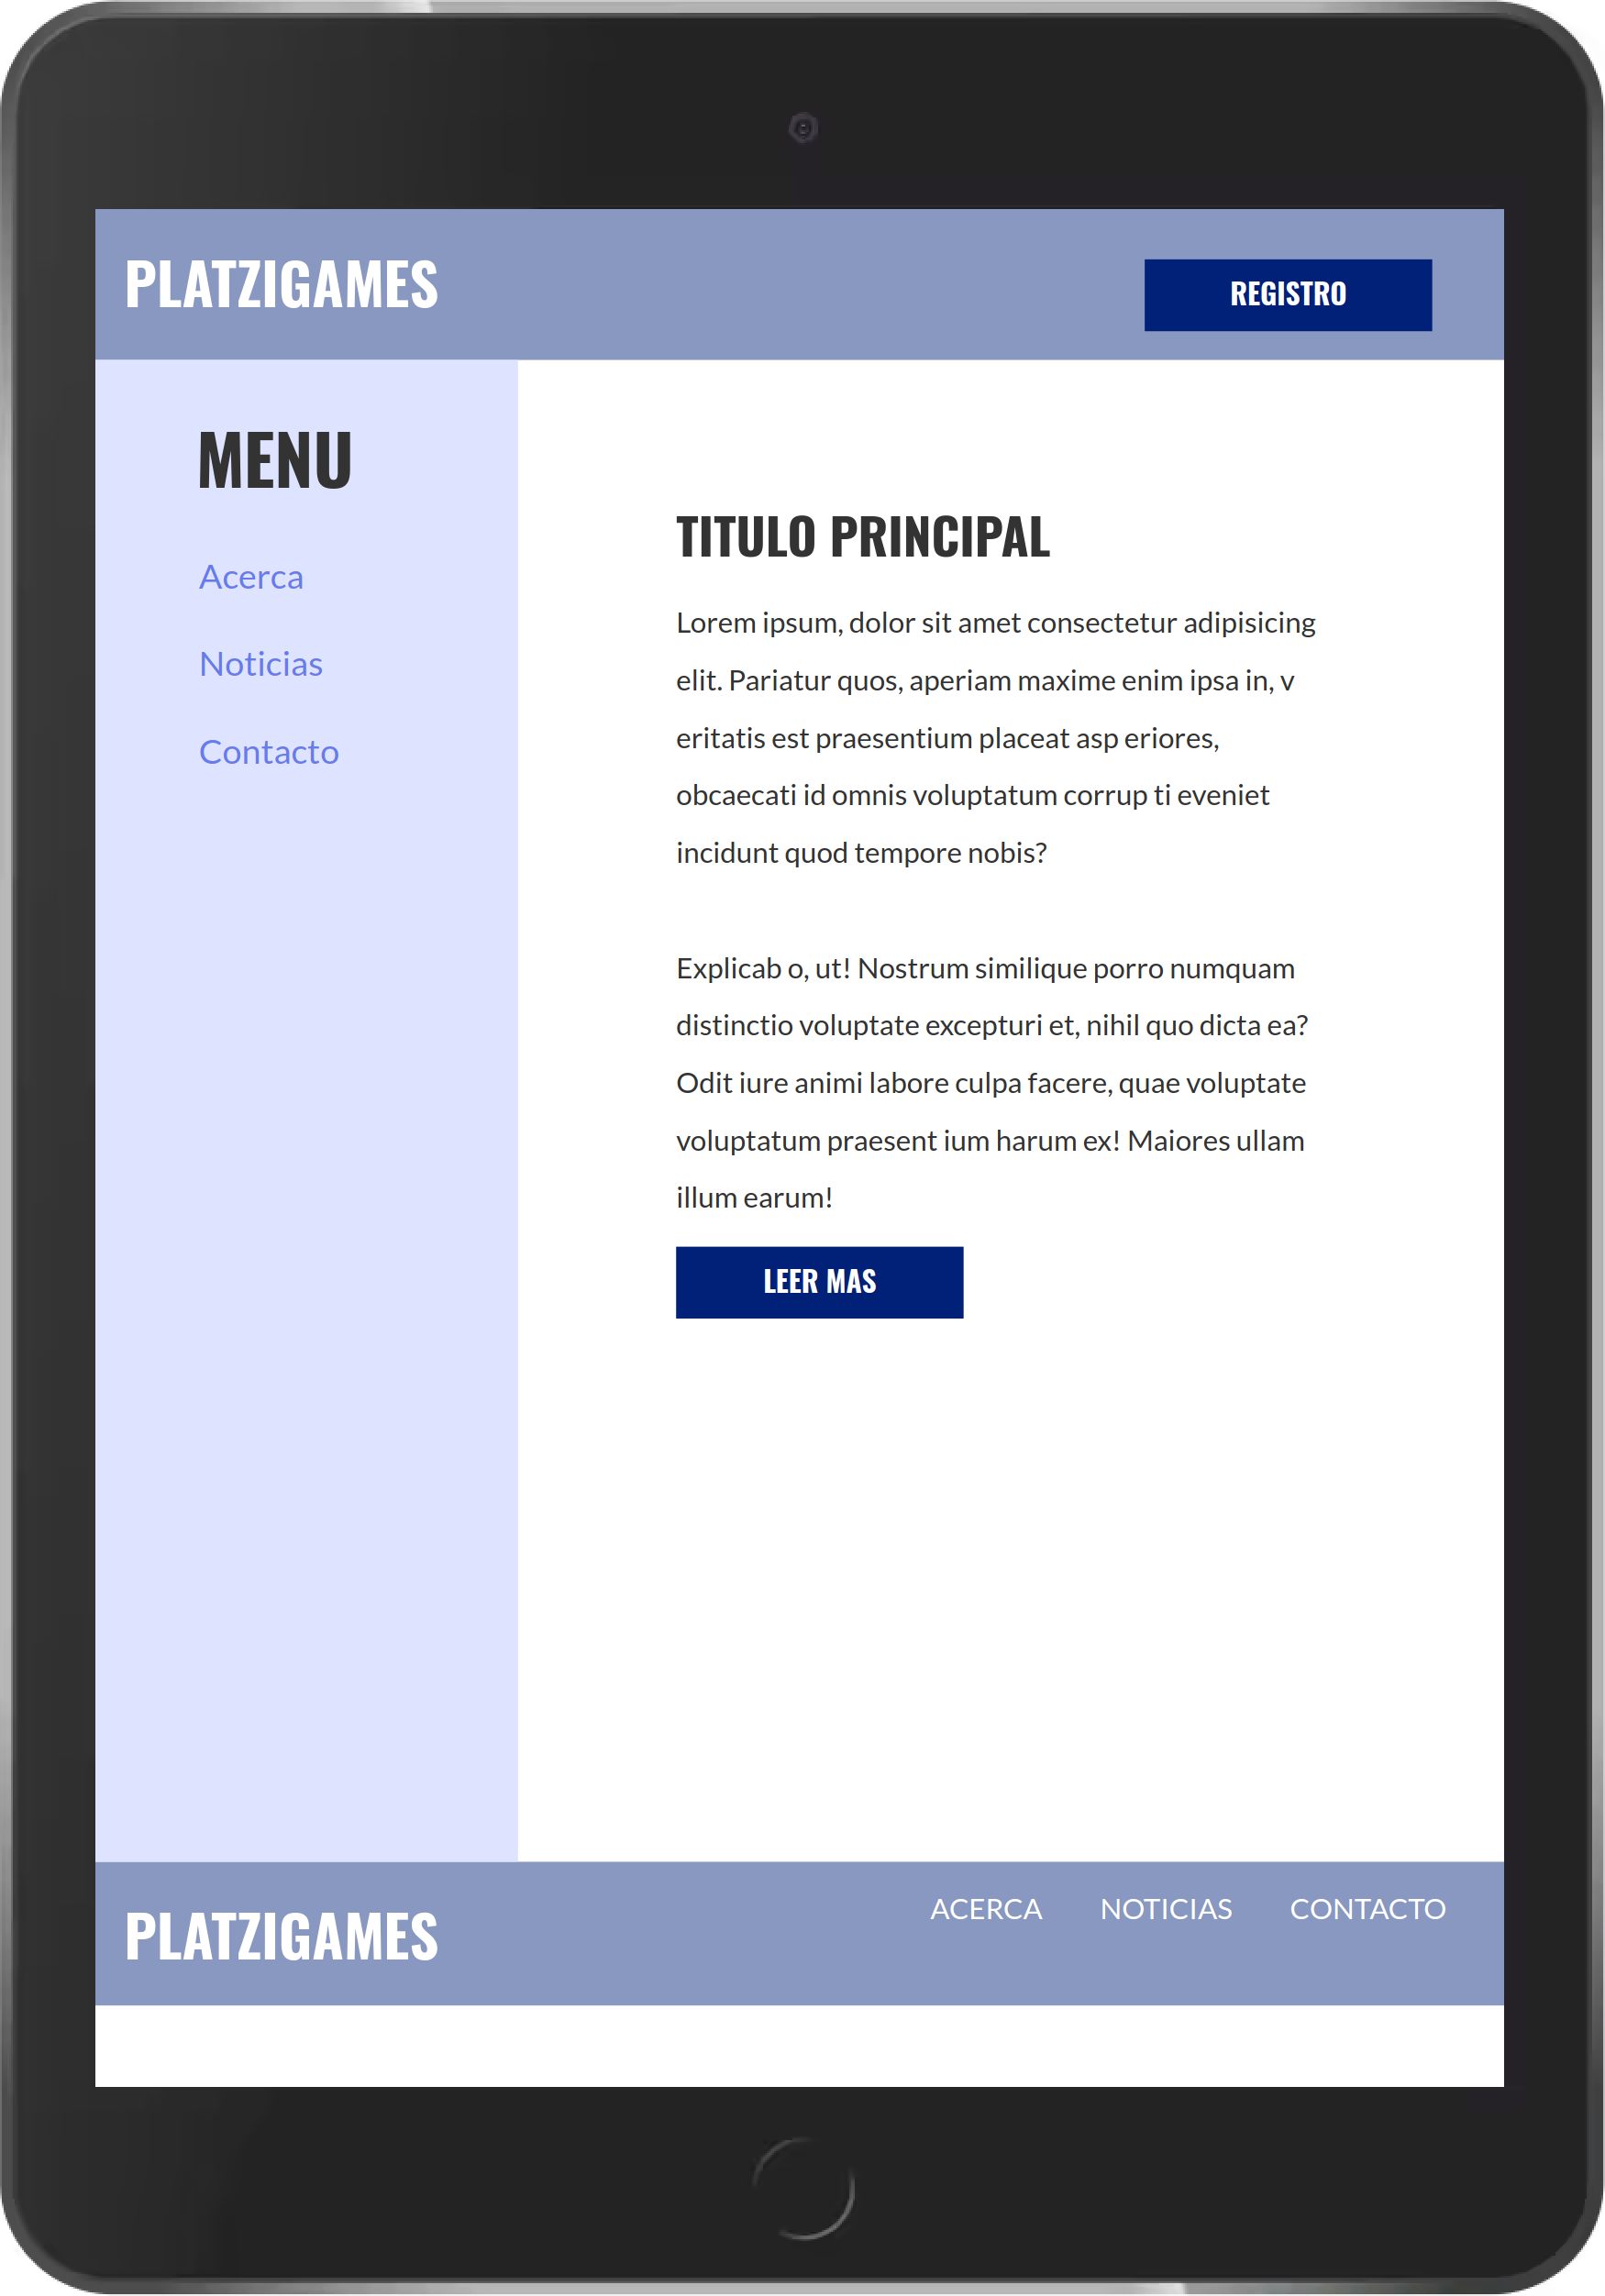 PLATZIGAMES
REGISTRO
MENU
Acerca
Noticias
Contacto
TITULO PRINCIPAL
Lorem ipsum, dolor sit amet consectetur adipisicing
elit. Pariatur quos, aperiam maxime enim ipsa in, v
eritatis est praesentium placeat asp eriores,
obcaecati id omnis voluptatum corrup ti eveniet
incidunt quod tempore nobis?
Explicab o, ut! Nostrum similique porro numquam
distinctio voluptate excepturi et, nihil quo dicta ea?
Odit iure animi labore culpa facere, quae voluptate
voluptatum praesent ium harum ex! Maiores ullam
illum earum!
LEER MAS
PLATZIGAMES
ACERCA NOTICIAS CONTACTO